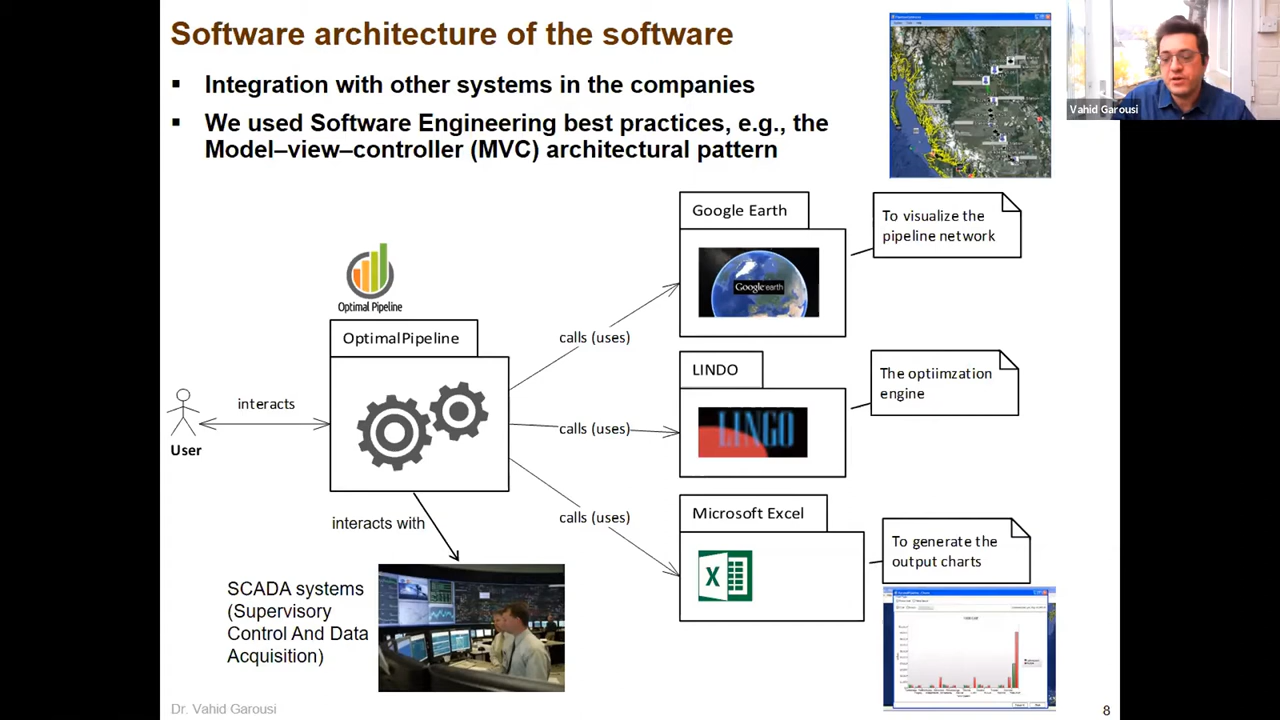 Software architecture of the software
Integration with other systems in the companies
We used Software Engineering best practices, e.g., the
Model–view–controller (MVC) architectural pattern
Vahid Garousi
Google Earth
Google earth
To visualize the
pipeline network
Optimal Pipeline
OptimalPipeline
calls (uses)
LINDO
LINGO
The optiimzation
engine
interacts
calls (uses)
User
calls (uses)
Microsoft Excel
X
To generate the
output charts
interacts with
SCADA systems
(Supervisory
Control And Data
Acquisition)
Dr. Vahid Garousi
8